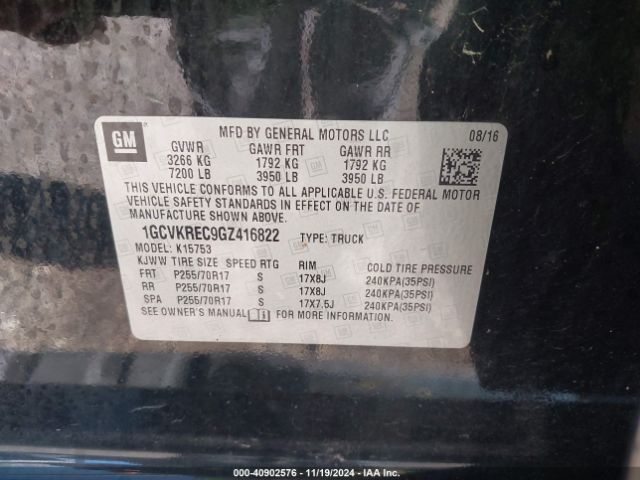 GM
MFD BY GENERAL MOTORS LLC 08/16
GVWR GAWR FRT GAWR RR
3266 KG 1792 KG 1792 KG
7200 LB 3950 LB 3950 LB
THIS VEHICLE CONFORMS TO ALL APPLICABLE U.S. FEDERAL MOTOR
VEHICLE SAFETY STANDARDS IN EFFECT ON THE DATE OF
MANUFACTURE SHOWN ABOVE.
1GCVKREC9GZ416822 TYPE: TRUCK
MODEL: K15753
KJWW TIRE SIZE SPEED RTG RIM COLD TIRE PRESSURE
FRT P255/70R17 S 17X8J 240KPA(35PSI)
RR P255/70R17 S 17X8J 240KPA(35PSI)
SPA P255/70R17 S 17X7.5J 240KPA(35PSI)
SEE OWNER'S MANUAL FOR MORE INFORMATION.
000-40902576 - 11/19/2024 - IAA Inc.